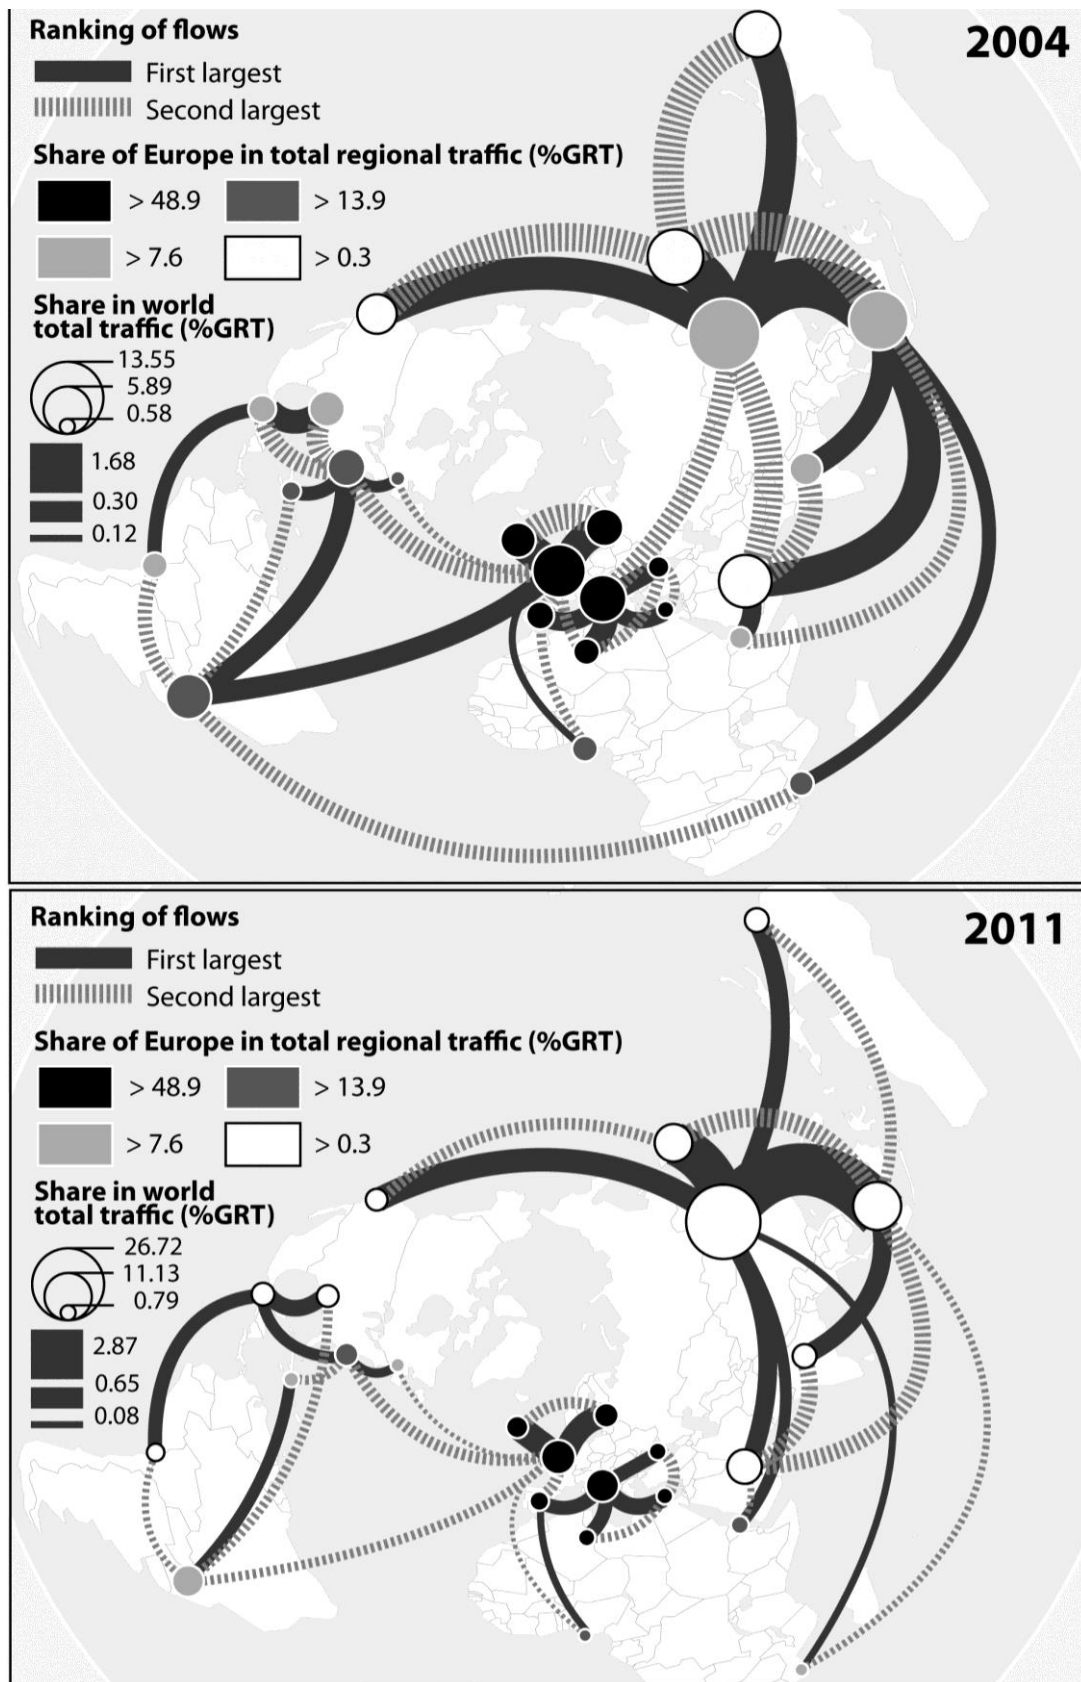 Ranking of flows
2004
First largest
Second largest
Share of Europe in total regional traffic (%GRT)
> 48.9
> 13.9
> 7.6
> 0.3
Share in world
total traffic (%GRT)
13.55
5.89
0.58
1.68
0.30
0.12
Ranking of flows
2011
First largest
Second largest
Share of Europe in total regional traffic (%GRT)
> 48.9
> 13.9
> 7.6
> 0.3
Share in world
total traffic (%GRT)
26.72
11.13
0.79
2.87
0.65
0.08